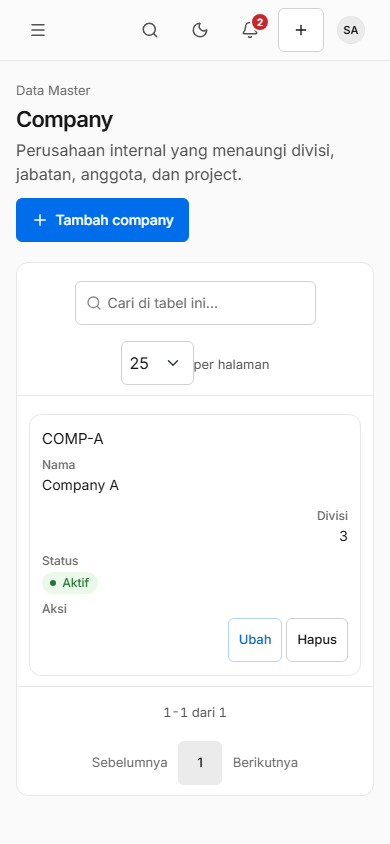 2
SA
Data Master
Company
Perusahaan internal yang menaungi divisi,
jabatan, anggota, dan project.
+ Tambah company
Cari di tabel ini...
25 per halaman
COMP-A
Nama
Company A
Divisi
3
Status
Aktif
Aksi
Ubah Hapus
1-1 dari 1
Sebelumnya 1 Berikutnya